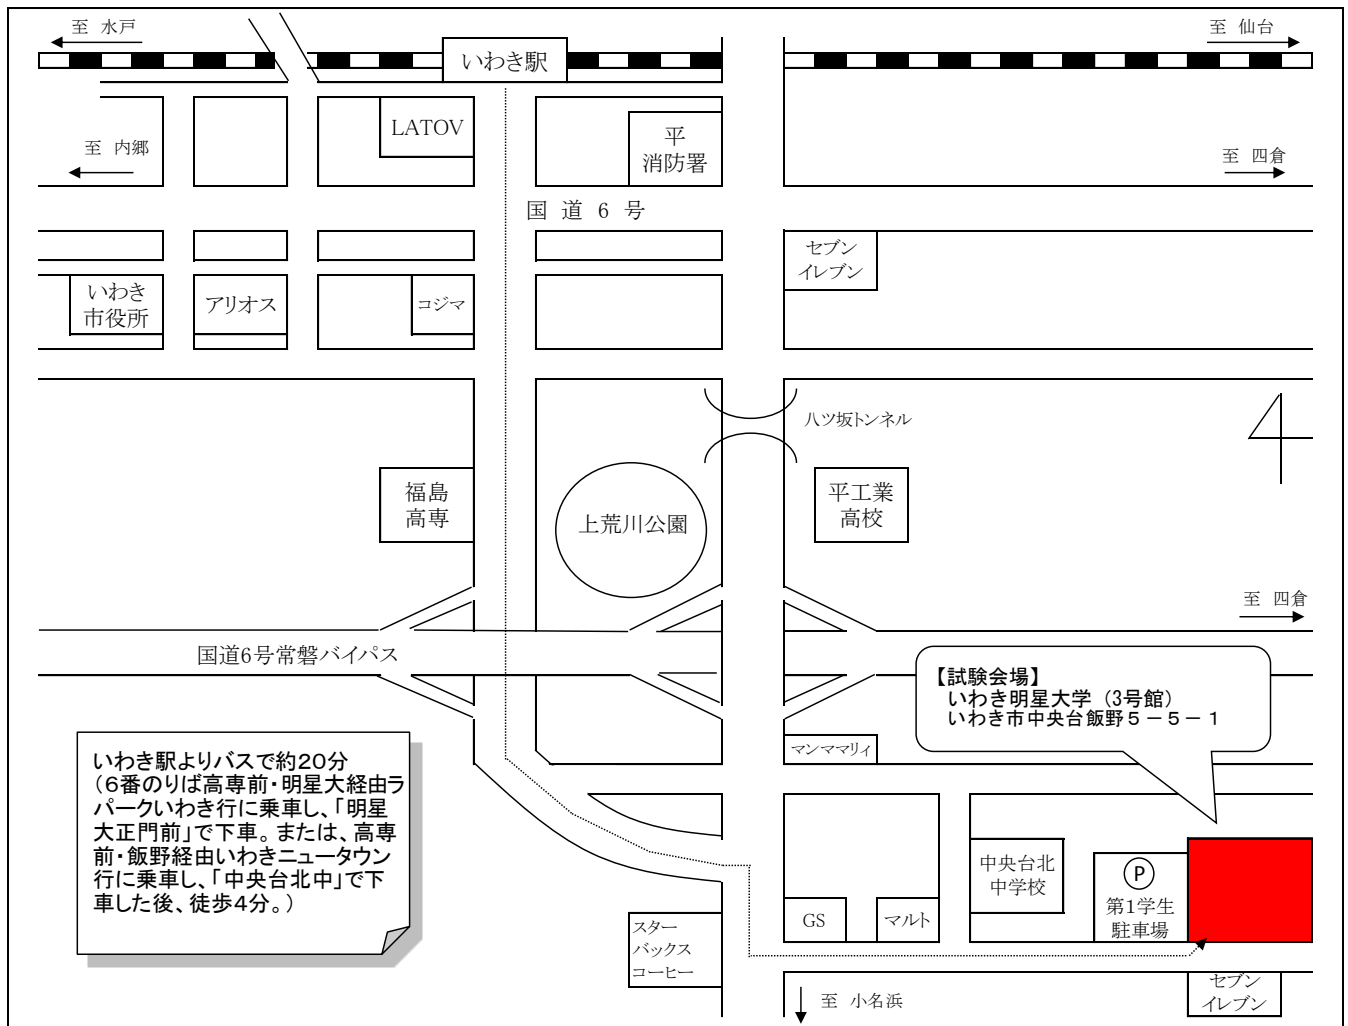 至 水戸
至 仙台
いわき駅
LATOV
平
消防署
至 内郷
至 四倉
国 道 6 号
セブン
イレブン
いわき
市役所
アリオス
コジマ
八ツ坂トンネル
福島
高専
上荒川公園
平工業
高校
至 四倉
国道6号常磐バイパス
【試験会場】
いわき明星大学 (3号館)
いわき市中央台飯野5-5-1
マンママリィ
いわき駅よりバスで約20分
(6番のりば高専前・明星大経由ラ
パークいわき行に乗車し、「明星
大正門前」で下車。または、高専
前・飯野経由いわきニュータウン
行に乗車し、「中央台北中」で下
車した後、徒歩4分。)
中央台北
中学校
P
第1学生
駐車場
GS
マルト
スター
バックス
コーヒー
セブン
イレブン
至 小名浜